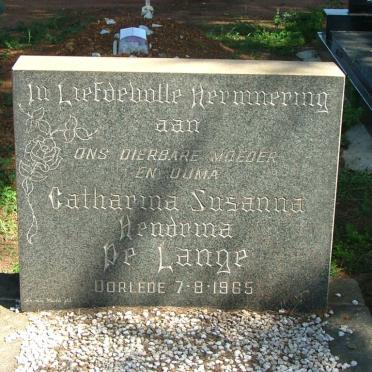 In Liefdevolle Herinnering
aan
ONS DIERBARE MOEDER
EN OUMA
Catharina Susanna
Hendrina
De Lange
OORLEDE 7-8-1965